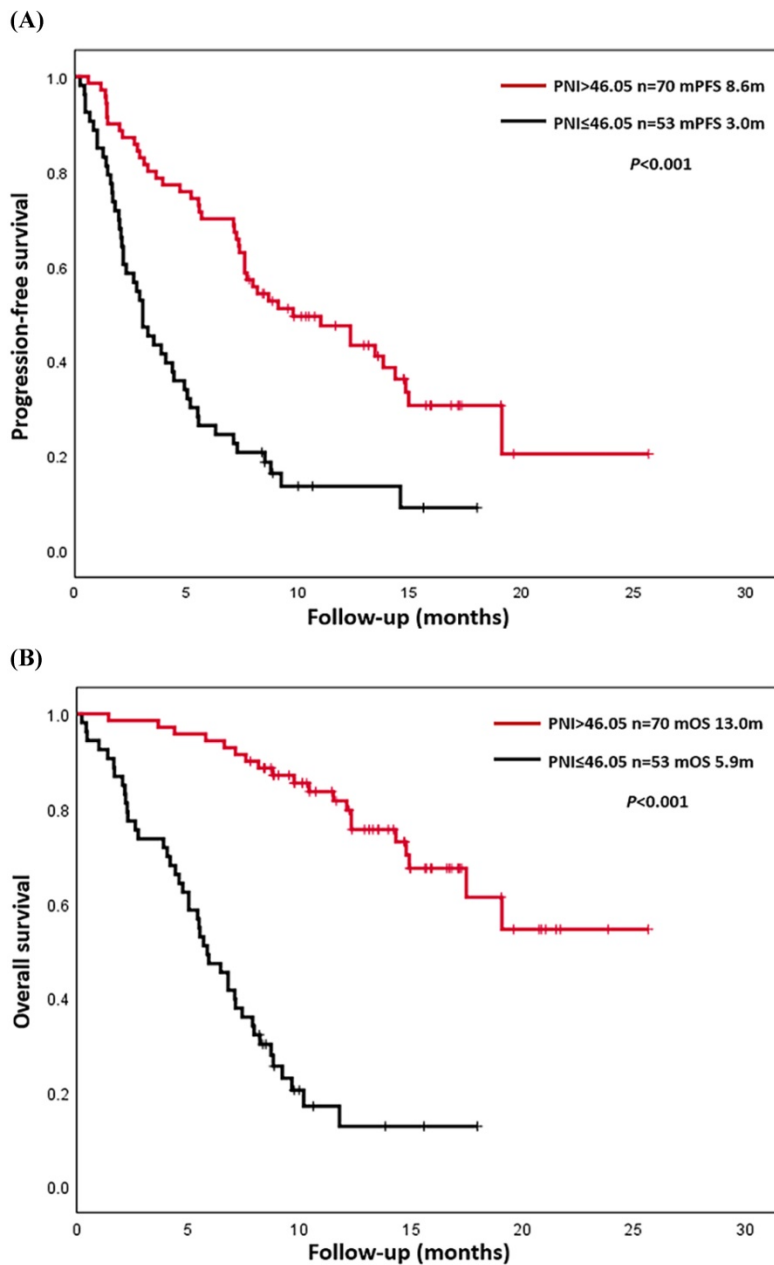 (A)
1.0
0.8
0.6
0.4
0.2
0.0
Progression-free survival
PNI>46.05 n=70 mPFS 8.6m
PNI≤46.05 n=53 mPFS 3.0m
P<0.001
0 5 10 15 20 25 30
Follow-up (months)
(B)
1.0
0.8
0.6
0.4
0.2
0.0
Overall survival
PNI>46.05 n=70 mOS 13.0m
PNI≤46.05 n=53 mOS 5.9m
P<0.001
0 5 10 15 20 25 30
Follow-up (months)